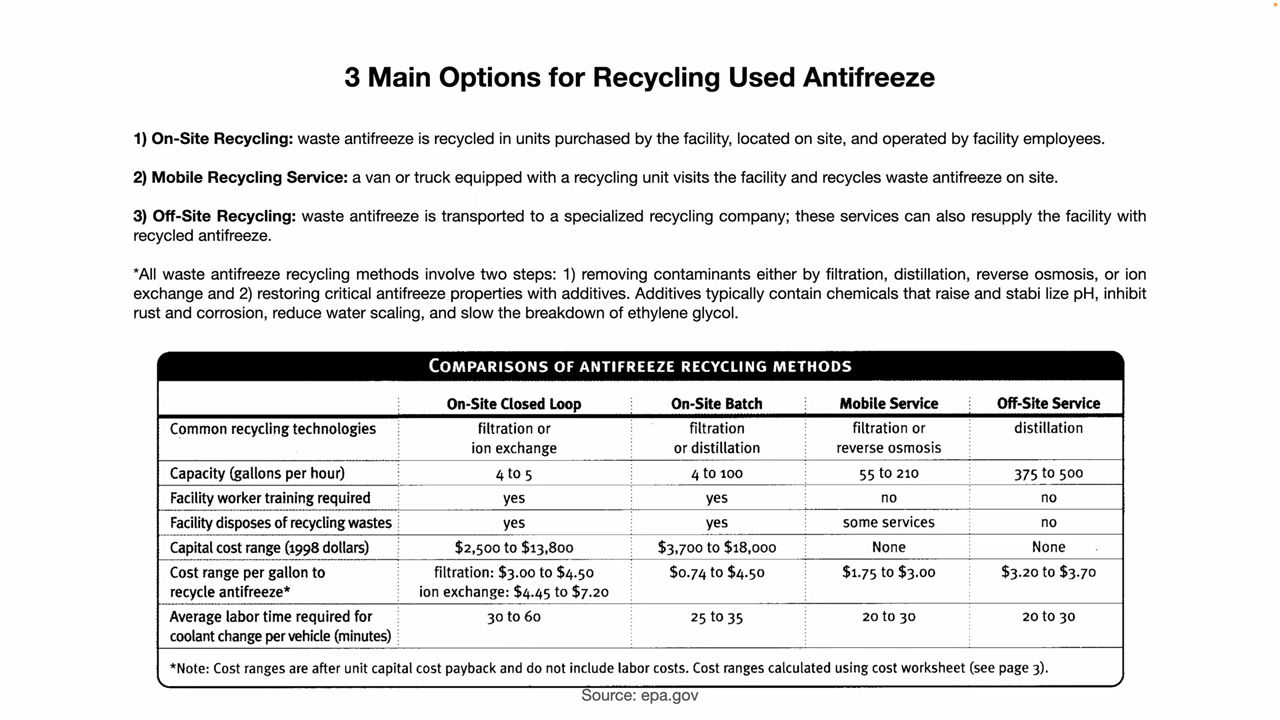 3 Main Options for Recycling Used Antifreeze
1) On-Site Recycling: waste antifreeze is recycled in units purchased by the facility, located on site, and operated by facility employees.
2) Mobile Recycling Service: a van or truck equipped with a recycling unit visits the facility and recycles waste antifreeze on site.
3) Off-Site Recycling: waste antifreeze is transported to a specialized recycling company; these services can also resupply the facility with
recycled antifreeze.
*All waste antifreeze recycling methods involve two steps: 1) removing contaminants either by filtration, distillation, reverse osmosis, or ion
exchange and 2) restoring critical antifreeze properties with additives. Additives typically contain chemicals that raise and stabi lize pH, inhibit
rust and corrosion, reduce water scaling, and slow the breakdown of ethylene glycol.
COMPARISONS OF ANTIFREEZE RECYCLING METHODS
On-Site Closed Loop On-Site Batch Mobile Service Off-Site Service
Common recycling technologies filtration or filtration filtration or distillation
ion exchange or distillation reverse osmosis
Capacity (gallons per hour) 4 to 5 4 to 100 55 to 210 375 to 500
Facility worker training required yes yes no no
Facility disposes of recycling wastes yes yes some services no
Capital cost range (1998 dollars) $2,500 to $13,800 $3,700 to $18,000 None None
Cost range per gallon to filtration: $3.00 to $4.50 $0.74 to $4.50 $1.75 to $3.00 $3.20 to $3.70
recycle antifreeze* ion exchange: $4.45 to $7.20
Average labor time required for 30 to 60 25 to 35 20 to 30 20 to 30
coolant change per vehicle (minutes)
*Note: Cost ranges are after unit capital cost payback and do not include labor costs. Cost ranges calculated using cost worksheet (see page 3).
Source: epa.gov